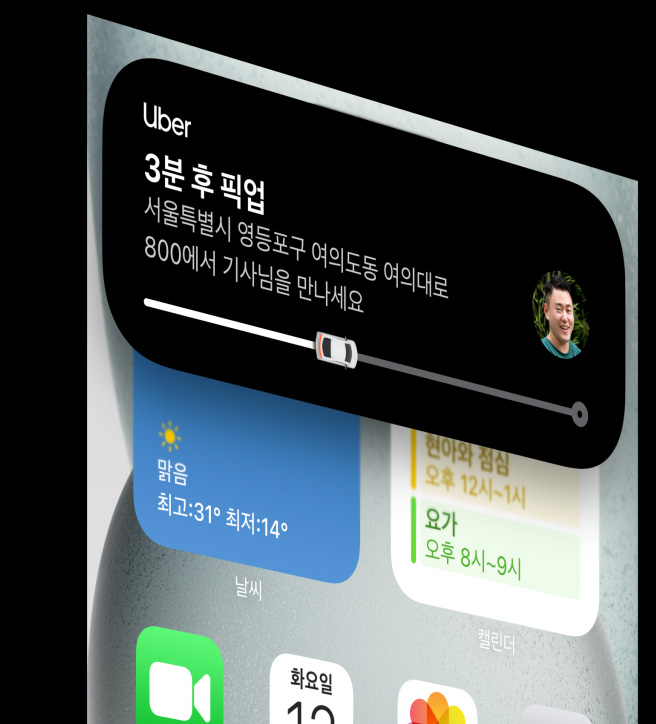 Uber
3분 후 픽업
서울특별시 영등포구 여의도동 여의대로
800에서 기사님을 만나세요
맑음
최고:31° 최저:14°
날씨
현아와 점심
오후 12시~1시
요가
오후 8시~9시
캘린더
화요일
12